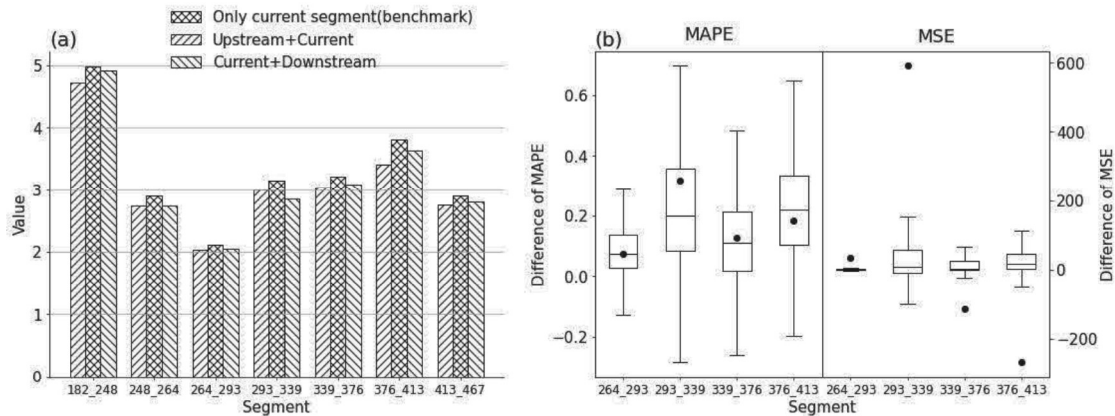 (a)
Only current segment(benchmark)
Upstream+Current
Current+Downstream
5
4
3
2
1
0
Value
182_248 248_264 264_293 293_339 339_376 376_413 413_467
Segment
(b)
MAPE MSE
0.6
0.4
0.2
0.0
−0.2
Difference of MAPE
600
400
200
0
−200
Difference of MSE
264_293 293_339 339_376 376_413 264_293 293_339 339_376 376_413
Segment